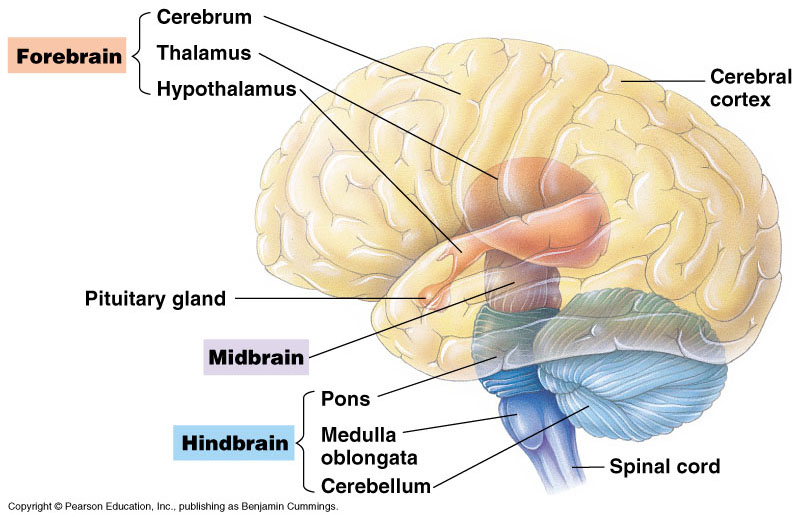 Forebrain
Cerebrum
Thalamus
Hypothalamus
Cerebral
cortex
Pituitary gland
Midbrain
Hindbrain
Pons
Medulla
oblongata
Cerebellum
Spinal cord
Copyright © Pearson Education, Inc., publishing as Benjamin Cummings.